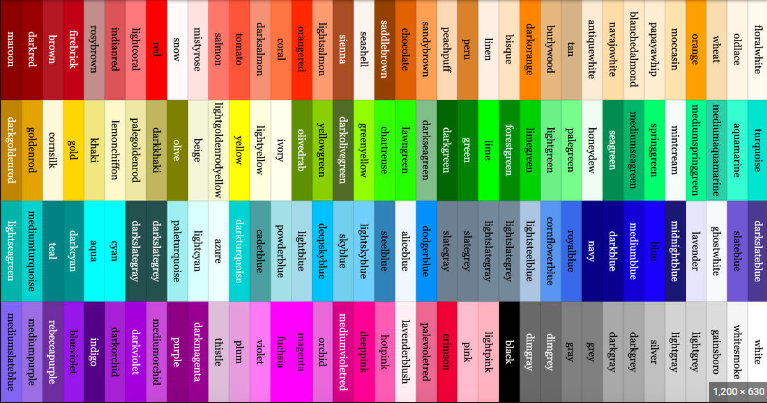 maroon
darkred
brown
firebrick
rosybrown
indianred
lightcoral
red
snow
mistyrose
salmon
tomato
darksalmon
coral
orangered
lightsalmon
sienna
seashell
saddlebrown
chocolate
sandybrown
peachpuff
peru
linen
bisque
darkorange
burlywood
tan
antiquewhite
navajowhite
blanchedalmond
papayawhip
moccasin
orange
wheat
oldlace
floralwhite
darkgoldenrod
goldenrod
cornsilk
gold
khaki
lemonchiffon
palegoldenrod
darkkhaki
olive
beige
lightgoldenrodyellow
yellow
lightyellow
ivory
olivedrab
yellowgreen
darkolivegreen
greenyellow
chartreuse
lawngreen
darkseagreen
darkgreen
green
lime
forestgreen
limegreen
lightgreen
palegreen
honeydew
seagreen
mediumseagreen
springgreen
mintcream
mediumspringgreen
mediumaquamarine
aquamarine
turquoise
lightseagreen
mediumturquoise
teal
darkcyan
aqua
cyan
darkslategray
darkslategrey
paleturquoise
lightcyan
azure
darkturquoise
cadetblue
powderblue
lightblue
deepskyblue
skyblue
lightskyblue
steelblue
aliceblue
dodgerblue
slategray
slategrey
lightslategray
lightslategrey
lightsteelblue
cornflowerblue
royalblue
navy
darkblue
mediumblue
blue
midnightblue
lavender
ghostwhite
slateblue
darkslateblue
mediumslateblue
mediumpurple
rebeccapurple
blueviolet
indigo
darkorchid
darkviolet
mediumorchid
purple
darkmagenta
thistle
plum
violet
fuchsia
magenta
orchid
mediumvioletred
deeppink
hotpink
lavenderblush
palevioletred
crimson
pink
lightpink
black
dimgray
dimgrey
gray
grey
darkgray
darkgrey
silver
lightgray
lightgrey
gainsboro
whitesmoke
white
1,200 × 630